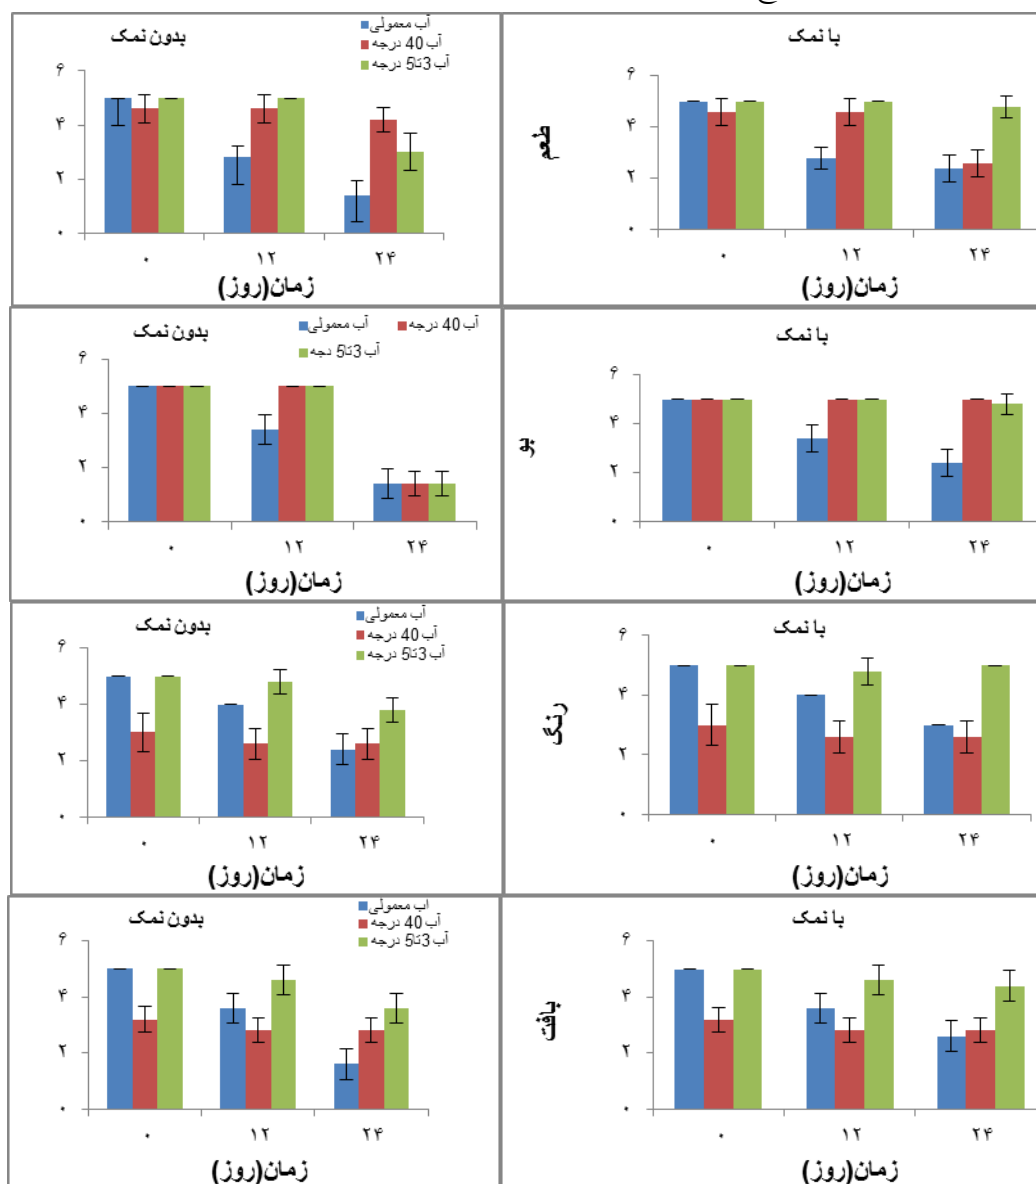 بدون نمک
آب معمولی
آب 40 درجه
آب 3تا5 درجه
۶
۴
۲
۰
۰ ۱۲ ۲۴
زمان(روز)
طعم
با نمک
۶
۴
۲
۰
۰ ۱۲ ۲۴
زمان(روز)
بدون نمک
آب معمولی
آب 40 درجه
آب 3تا5 دجه
۶
۴
۲
۰
۰ ۱۲ ۲۴
زمان(روز)
بو
با نمک
۶
۴
۲
۰
۰ ۱۲ ۲۴
زمان(روز)
بدون نمک
آب معمولی
آب 40 درجه
آب 3تا5 درجه
۶
۴
۲
۰
۰ ۱۲ ۲۴
زمان(روز)
رنگ
با نمک
۶
۴
۲
۰
۰ ۱۲ ۲۴
زمان(روز)
بدون نمک
اب معمولی
آب 40 درجه
آب 3تا5 درجه
۶
۴
۲
۰
۰ ۱۲ ۲۴
زمان(روز)
بافت
با نمک
۶
۴
۲
۰
۰ ۱۲ ۲۴
زمان(روز)